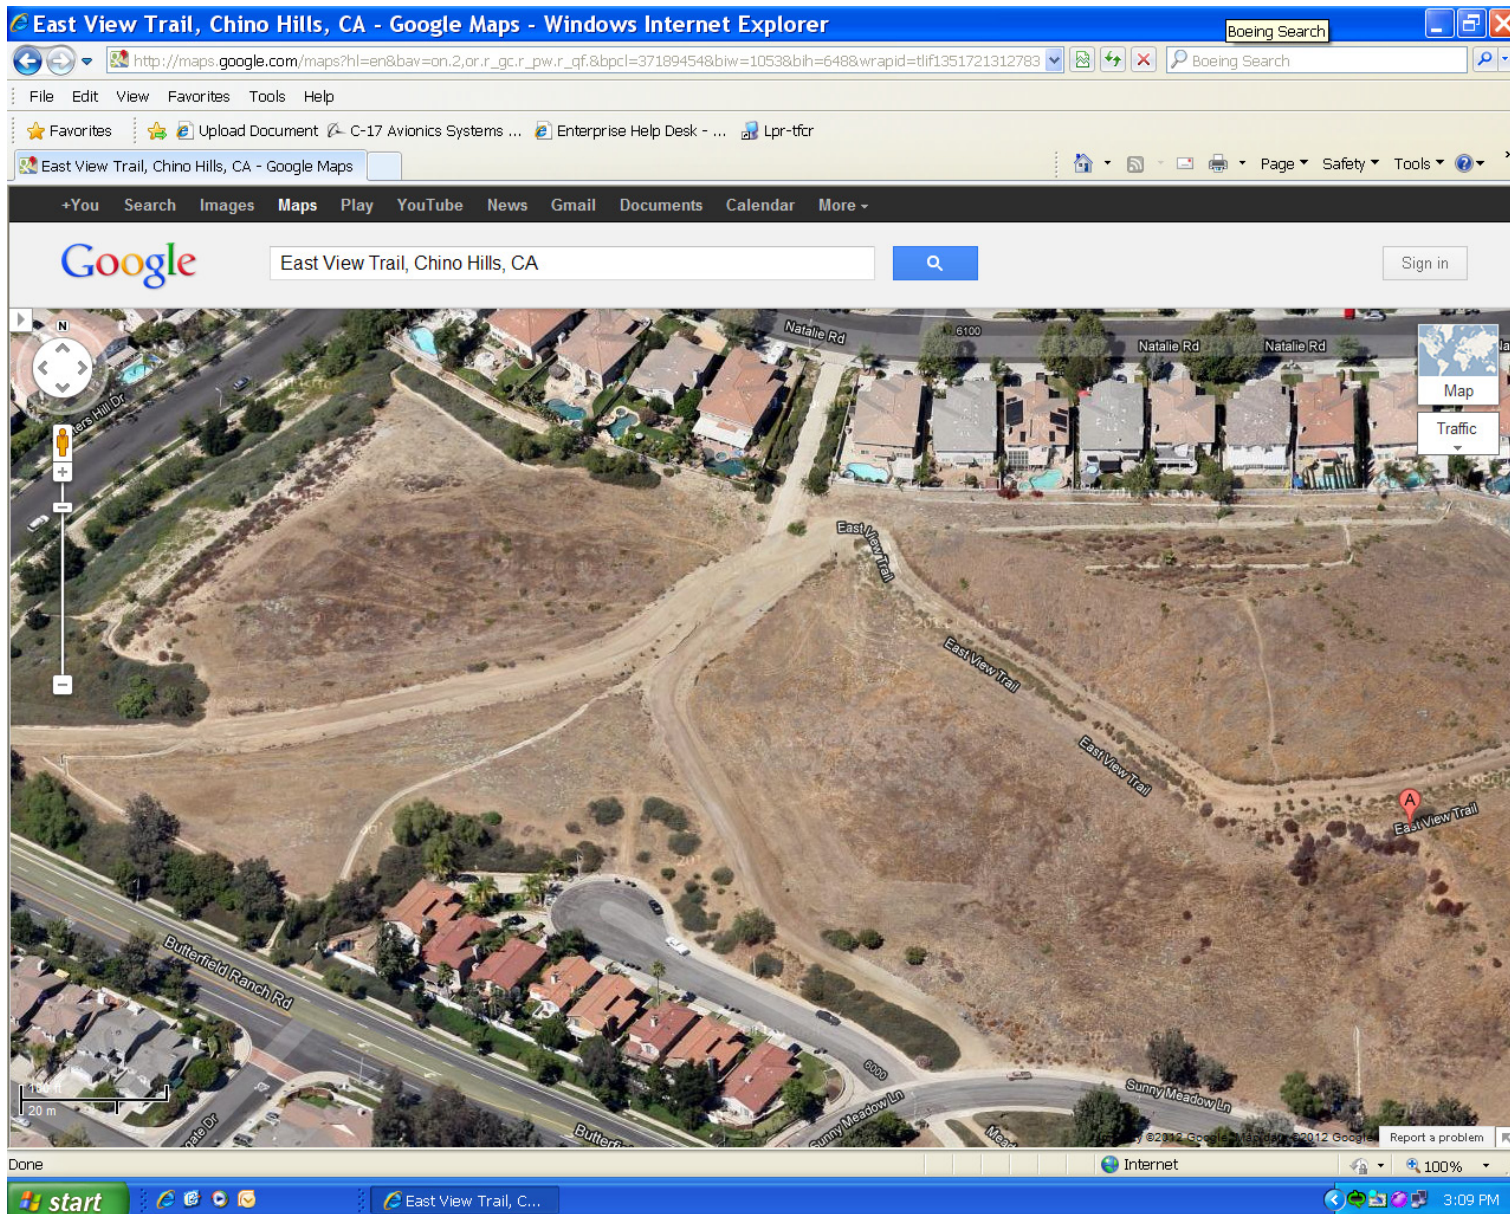 East View Trail, Chino Hills, CA - Google Maps - Windows Internet Explorer
Boeing Search
http://maps.google.com/maps?hl=en&bav=on.2,or.r_gc.r_pw.r_qf.&bpcl=37189454&biw=1053&bih=648&wrapid=tlif1351721312783
Boeing Search
File Edit View Favorites Tools Help
Favorites Upload Document C-17 Avionics Systems ... Enterprise Help Desk - ... Lpr-tfcr
East View Trail, Chino Hills, CA - Google Maps
Page Safety Tools
+You Search Images Maps Play YouTube News Gmail Documents Calendar More
Google
East View Trail, Chino Hills, CA
Sign in
N
Natalie Rd
6100
Natalie Rd
Natalie Rd
Map
Traffic
Hill Dr
East View Trail
East View Trail
East View Trail
A
East View Trail
Butterfield Ranch Rd
6000
Sunny Meadow Ln
Sunny Meadow Ln
20 m
©2012 Google
Report a problem
Done
Internet
100%
start
East View Trail, C...
3:09 PM